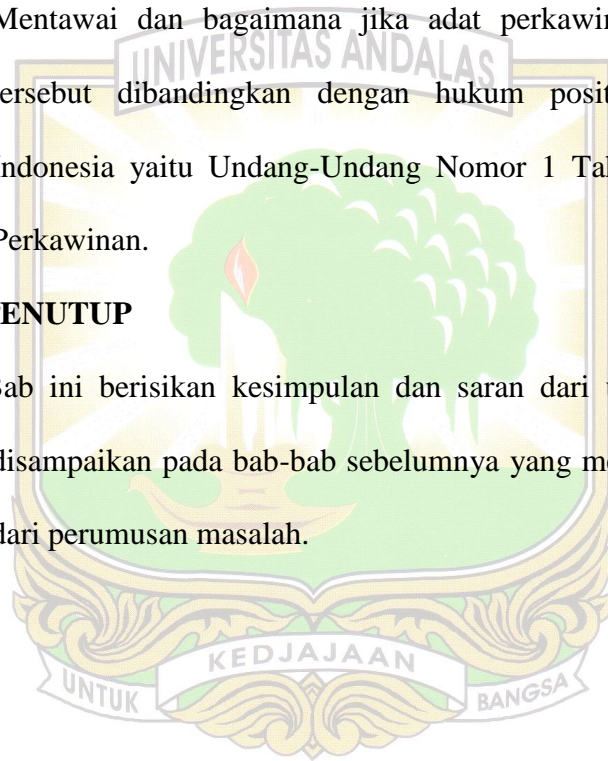 Mentawai dan bagaimana jika adat perkawin
UNIVERSITAS ANDALAS
tersebut dibandingkan dengan hukum posit
Indonesia yaitu Undang-Undang Nomor 1 Tal
Perkawinan.
PENUTUP
Bab ini berisikan kesimpulan dan saran dari u
disampaikan pada bab-bab sebelumnya yang me
dari perumusan masalah.
UNTUK KEDJAJAAN BANGSA